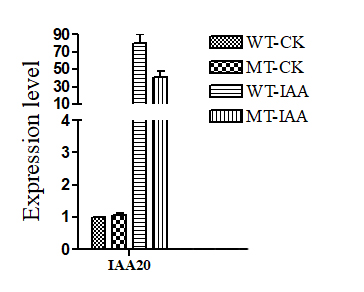 Expression level
90
70
50
30
10
4
3
2
1
0
IAA20
WT-CK
MT-CK
WT-IAA
MT-IAA